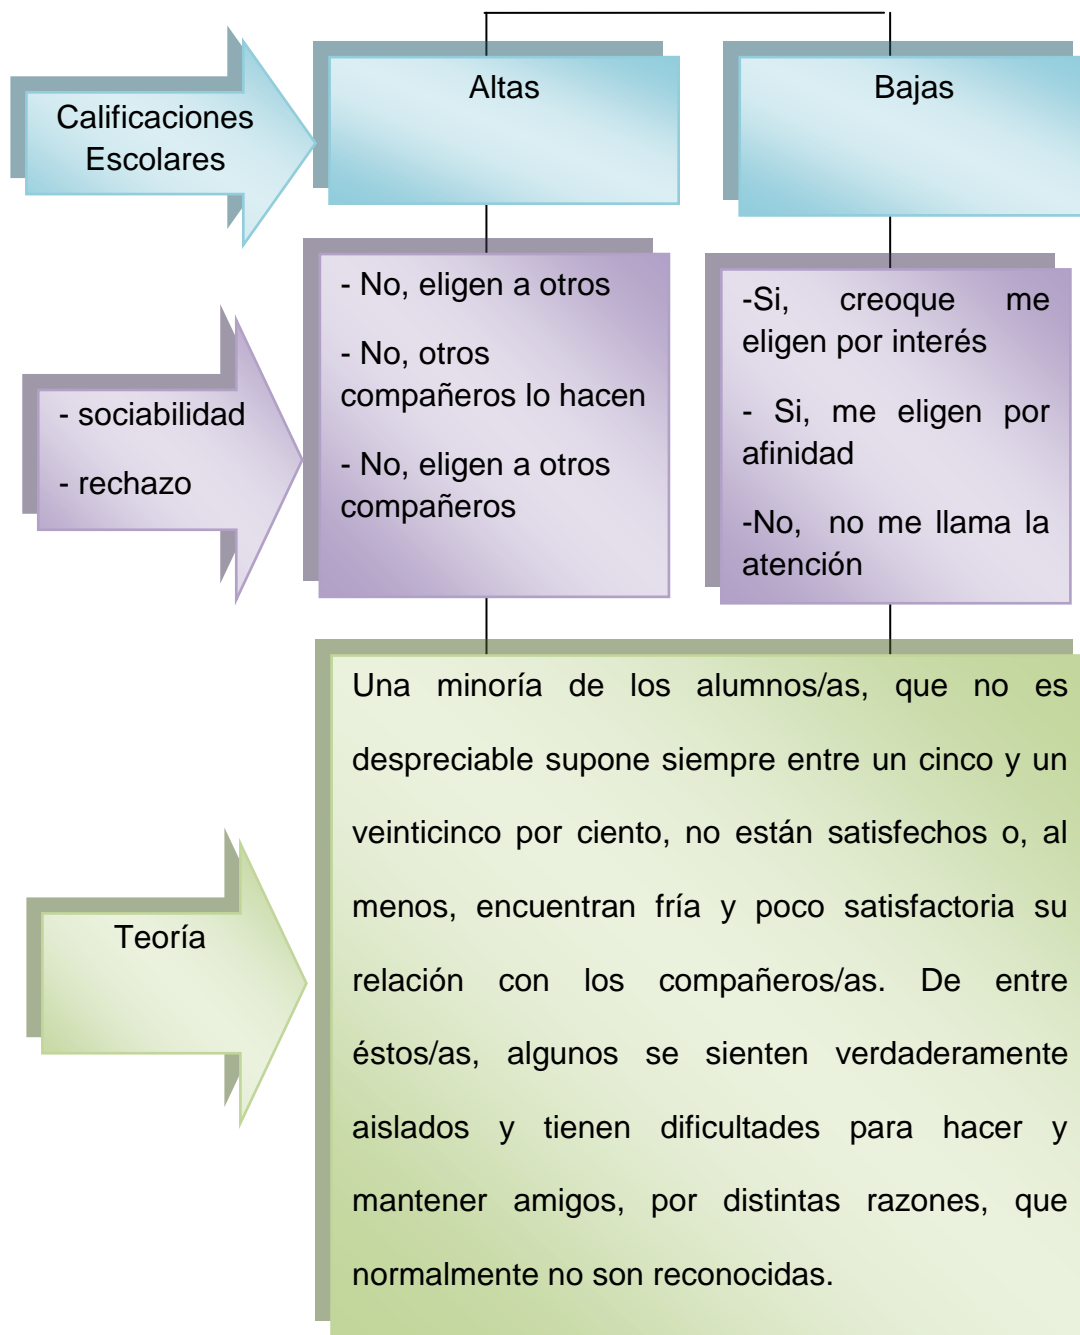 Calificaciones
Escolares
Altas
Bajas
- sociabilidad
- rechazo
- No, eligen a otros
- No, otros
compañeros lo hacen
- No, eligen a otros
compañeros
-Si, creoque me
eligen por interés
- Si, me eligen por
afinidad
-No, no me llama la
atención
Teoría
Una minoría de los alumnos/as, que no es
despreciable supone siempre entre un cinco y un
veinticinco por ciento, no están satisfechos o, al
menos, encuentran fría y poco satisfactoria su
relación con los compañeros/as. De entre
éstos/as, algunos se sienten verdaderamente
aislados y tienen dificultades para hacer y
mantener amigos, por distintas razones, que
normalmente no son reconocidas.